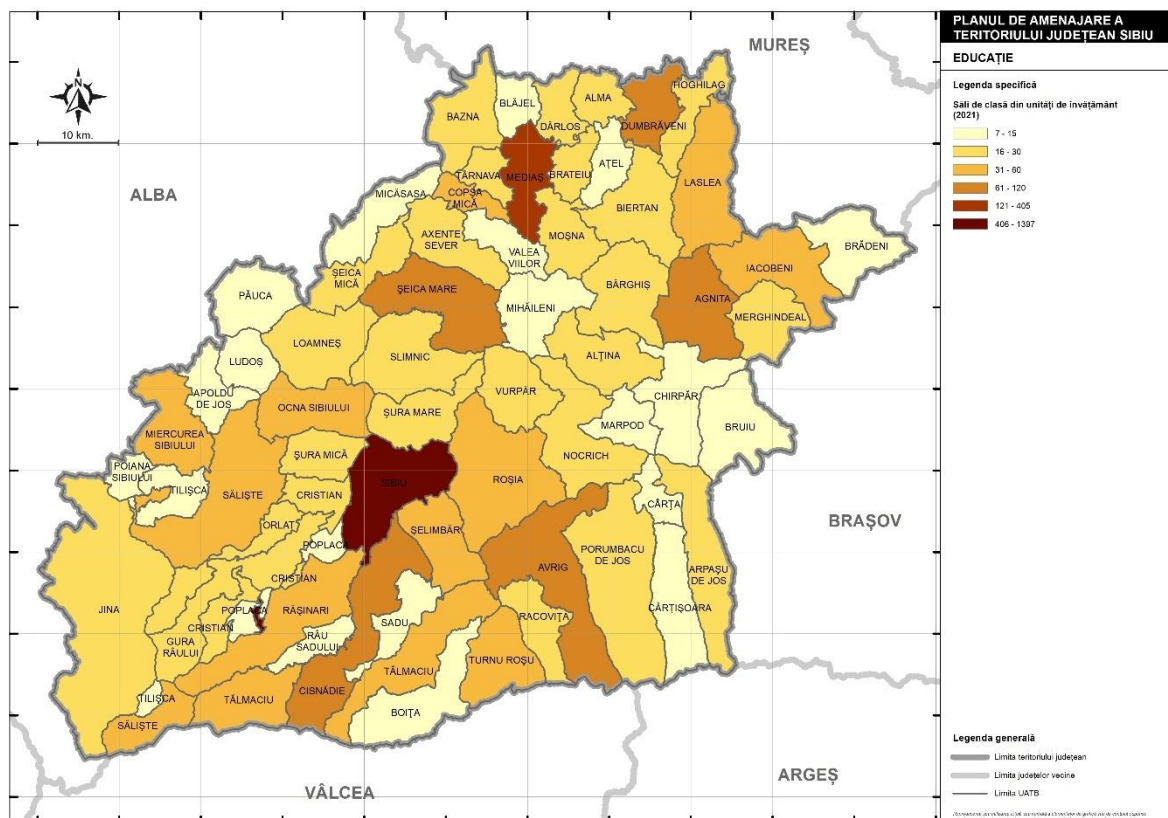 PLANUL DE AMENAJARE A
TERITORIULUI JUDEȚEAN SIBIU
EDUCAȚIE
Legenda specifică
Săli de clasă din unități de învățământ
(2021)
7 - 15
16 - 30
31 - 60
61 - 120
121 - 405
406 - 1397
N
10 km.
MUREȘ
ALBA
BRAȘOV
ARGEȘ
VÂLCEA
BAZNA
BLĂJEL
DÂRLOS
ALMA
DUMBRĂVENI
HOGHILAG
TÂRNAVA
MEDIAȘ
BRATEIU
AȚEL
LASLEA
MICĂSASA
COPȘA
MICĂ
BIERTAN
AXENTE
SEVER
MOȘNA
VALEA
VIILOR
BRĂDENI
IACOBENI
ȘEICA
MICĂ
ȘEICA MARE
BÂRGHIȘ
AGNITA
MERGHINDEAL
PĂUCA
MIHĂILENI
LOAMNEȘ
SLIMNIC
ALȚINA
LUDOȘ
APOLDU
DE JOS
VURPĂR
CHIRPĂR
OCNA SIBIULUI
ȘURA MARE
MARPOD
BRUIU
MIERCUREA
SIBIULUI
ȘURA MICĂ
NOCRICH
POIANA
SIBIULUI
TILIȘCA
SĂLIȘTE
CRISTIAN
SIBIU
ROȘIA
ORLAT
CÂRȚA
ȘELIMBĂR
POPLACA
PORUMBACU
DE JOS
AVRIG
ARPAȘU
DE JOS
CRISTIAN
JINA
POPLACA
RĂȘINARI
CÂRȚIȘOARA
RACOVIȚA
SADU
CRISTIAN
GURA
RÂULUI
RÂU
SADULUI
TĂLMACIU
TURNU ROȘU
CISNĂDIE
TILIȘCA
TĂLMACIU
BOIȚA
SĂLIȘTE
Legenda generală
Limita teritoriului județean
Limita județelor vecine
Limita UATB